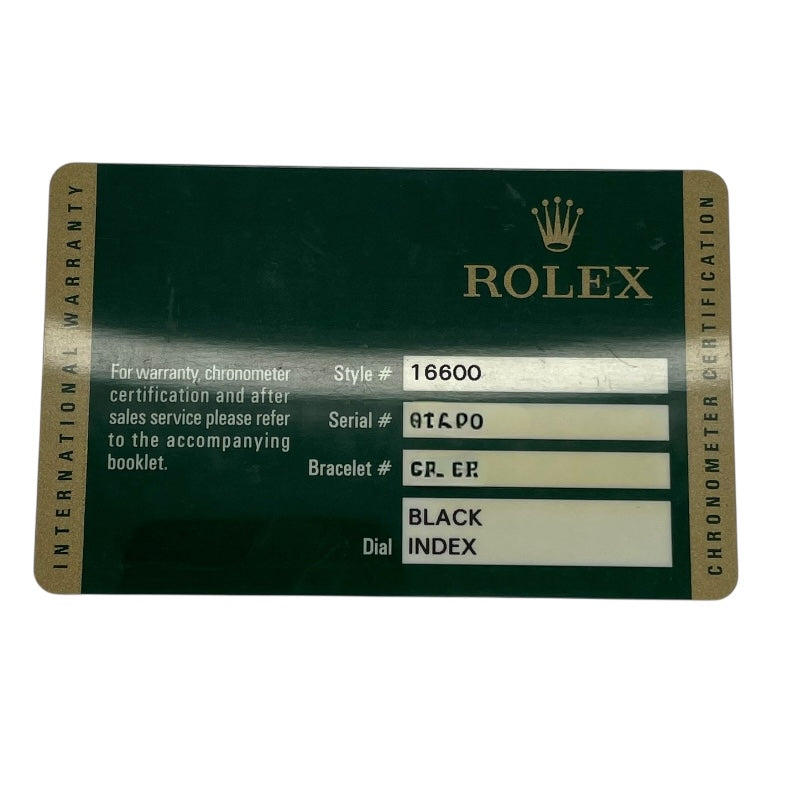 INTERNATIONAL WARRANTY
ROLEX
For warranty, chronometer
certification and after
sales service please refer
to the accompanying
booklet.
Style # 16600
Serial #
Bracelet #
Dial BLACK
INDEX
CHRONOMETER CERTIFICATION